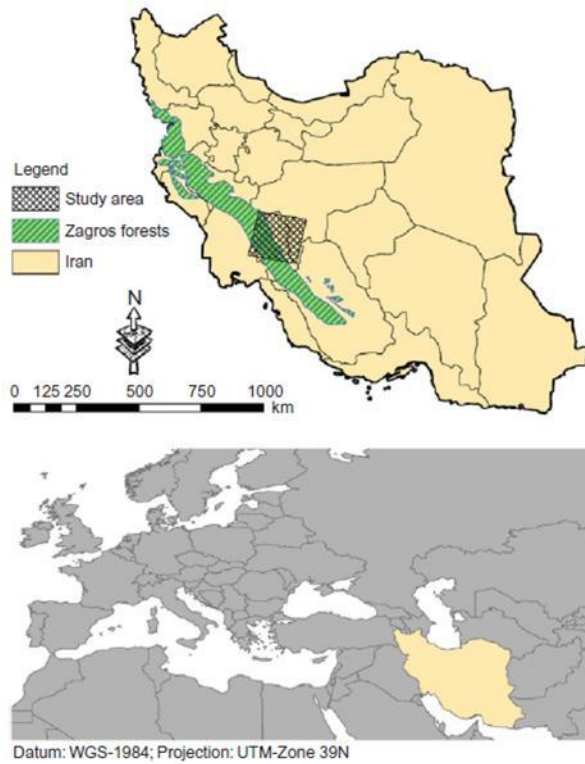 Legend
Study area
Zagros forests
Iran
N
0 125 250 500 750 1000
km
Datum: WGS-1984; Projection: UTM-Zone 39N